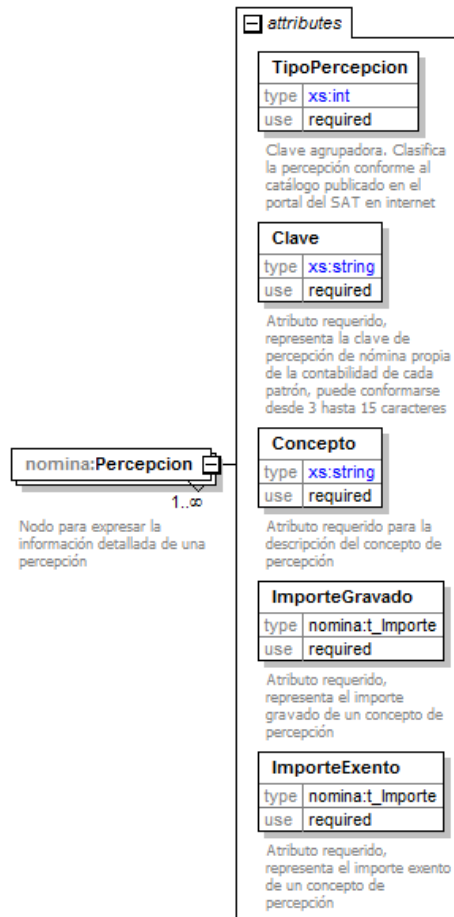 attributes
TipoPercepcion
type xs:int
use required
Clave agrupadora. Clasifica
la percepción conforme al
catálogo publicado en el
portal del SAT en internet
Clave
type xs:string
use required
Atributo requerido,
representa la clave de
percepción de nómina propia
de la contabilidad de cada
patrón, puede conformarse
desde 3 hasta 15 caracteres
nomina:Percepcion
1..∞
Nodo para expresar la
información detallada de una
percepción
Concepto
type xs:string
use required
Atributo requerido para la
descripción del concepto de
percepción
ImporteGravado
type nomina:t_Importe
use required
Atributo requerido,
representa el importe
gravado de un concepto de
percepción
ImporteExento
type nomina:t_Importe
use required
Atributo requerido,
representa el importe exento
de un concepto de
percepción